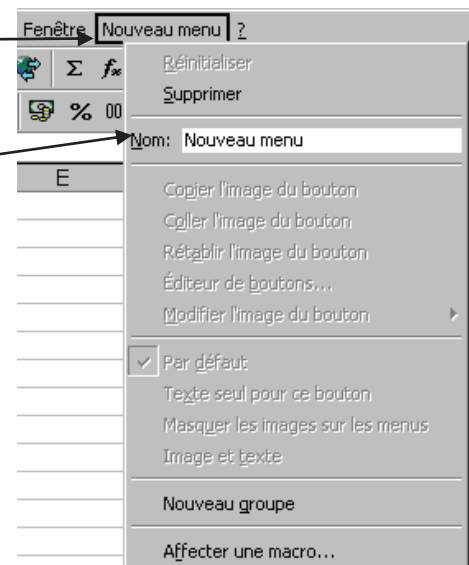 Fenêtre Nouveau menu ?
Σ fx
% 00
E
Réinitialiser
Supprimer
Nom: Nouveau menu
Copier l'image du bouton
Coller l'image du bouton
Rétablir l'image du bouton
Éditeur de boutons...
Modifier l'image du bouton
Par défaut
Texte seul pour ce bouton
Masquer les images sur les menus
Image et texte
Nouveau groupe
Affecter une macro...